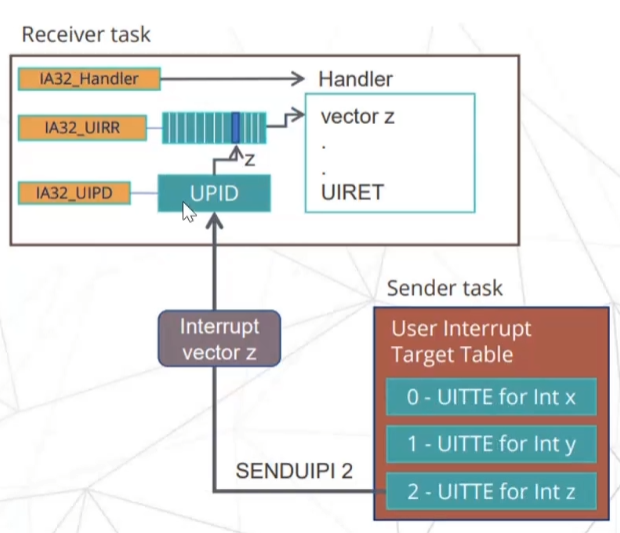 Receiver task
IA32_Handler
Handler
IA32_UIRR
vector z
.
z
.
IA32_UIPD
UPID
UIRET
Sender task
Interrupt
vector z
User Interrupt
Target Table
0 - UITTE for Int x
1 - UITTE for Int y
SENDUIPI 2
2 - UITTE for Int z